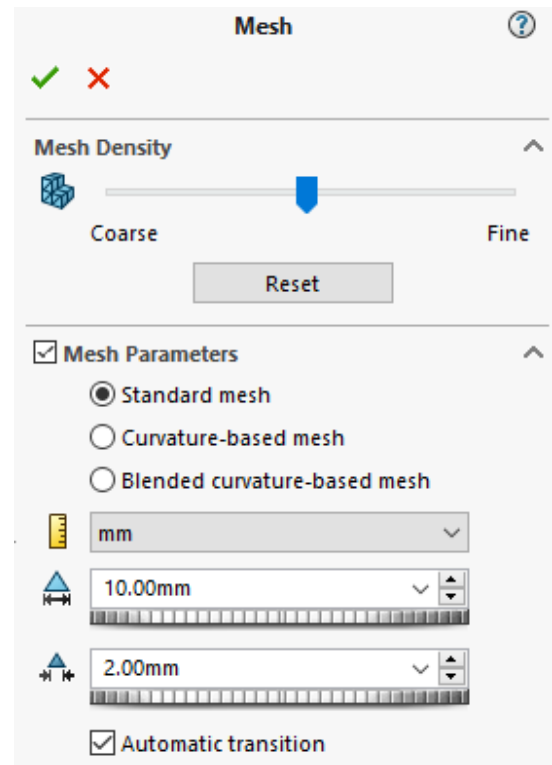 Mesh
Mesh Density
Coarse Fine
Reset
Mesh Parameters
Standard mesh
Curvature-based mesh
Blended curvature-based mesh
mm
10.00mm
2.00mm
Automatic transition